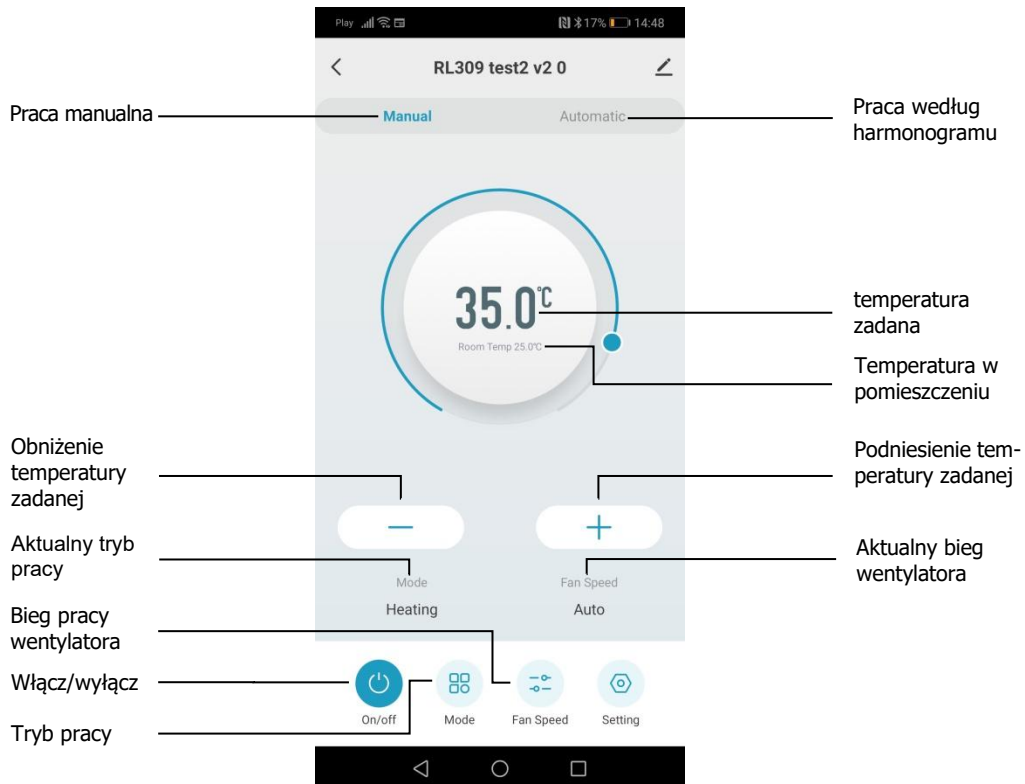 Play 17% 14:48
RL309 test2 v2 0
Praca manualna
Manual
Automatic
Praca według
harmonogramu
35.0°C
Room Temp 25.0°C
temperatura
zadana
Temperatura w
pomieszczeniu
Obniżenie
temperatury
zadanej
Podniesienie tem-
peratury zadanej
Aktualny tryb
pracy
Mode
Heating
Fan Speed
Auto
Aktualny bieg
wentylatora
Bieg pracy
wentylatora
Włącz/wyłącz
Tryb pracy
On/off
Mode
Fan Speed
Setting